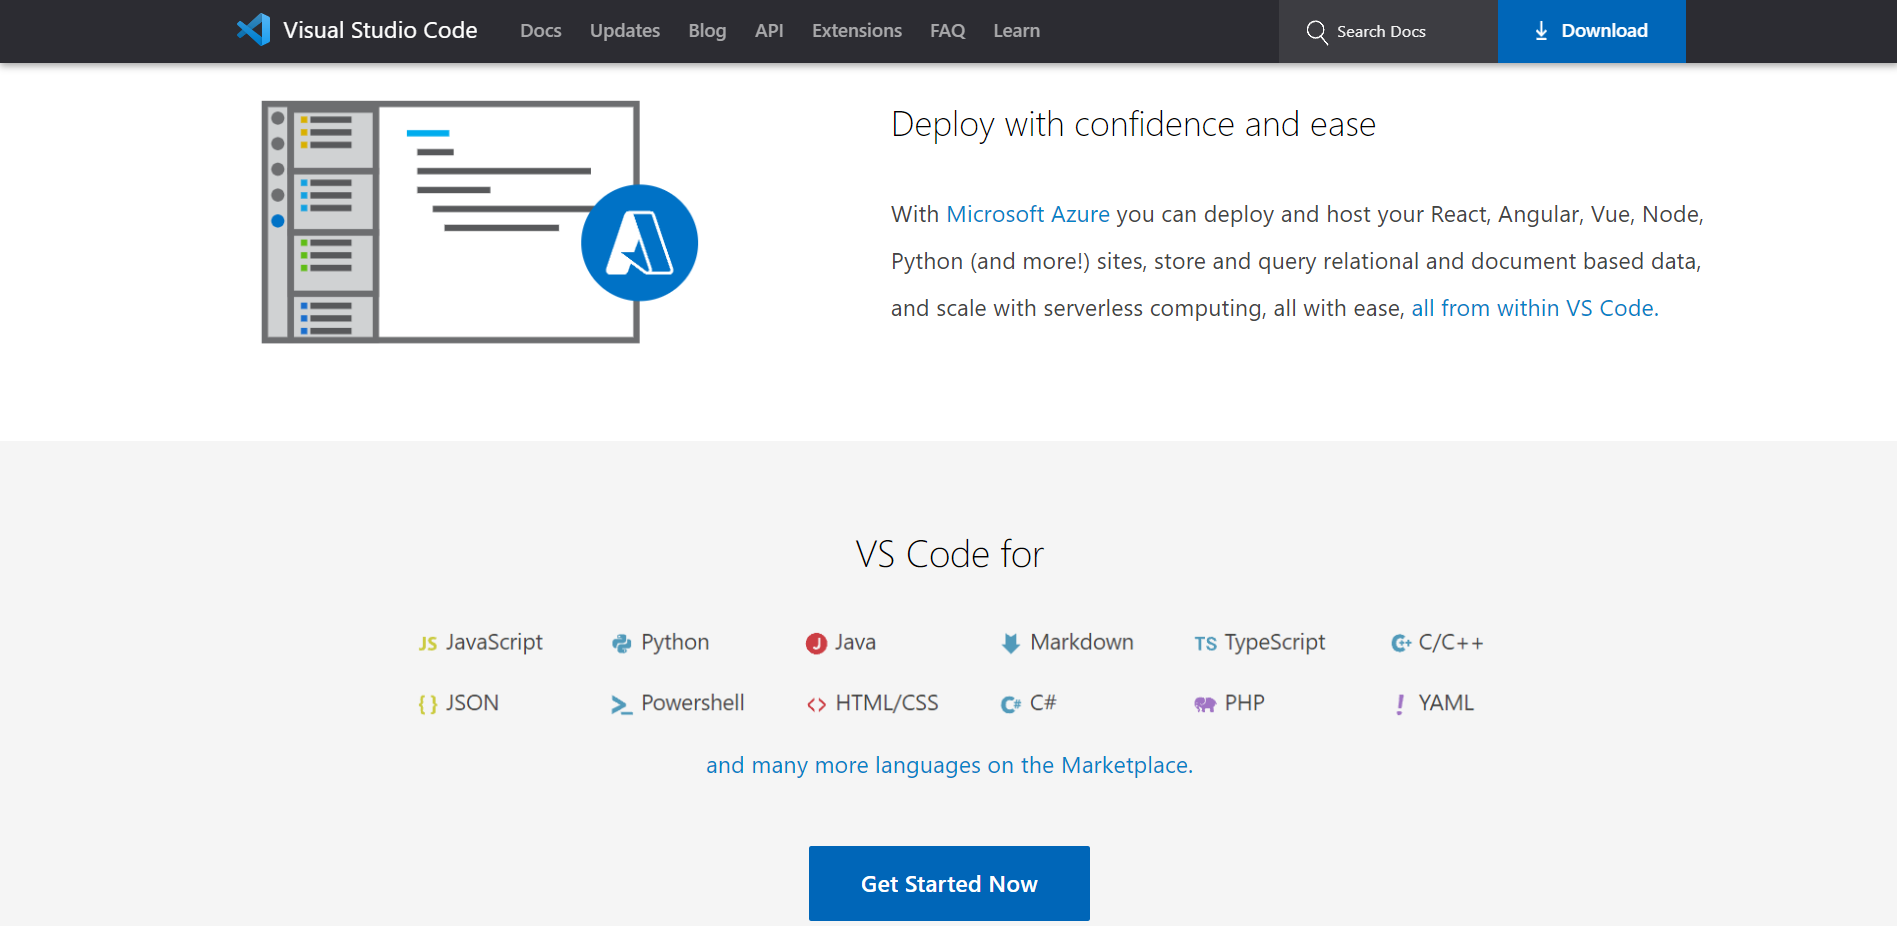 Visual Studio Code Docs Updates Blog API Extensions FAQ Learn Search Docs Download
Deploy with confidence and ease
With Microsoft Azure you can deploy and host your React, Angular, Vue, Node,
Python (and more!) sites, store and query relational and document based data,
and scale with serverless computing, all with ease, all from within VS Code.
VS Code for
JS JavaScript Python J Java Markdown TS TypeScript C/C++
{ } JSON Powershell <> HTML/CSS C# C# PHP ! YAML
and many more languages on the Marketplace.
Get Started Now